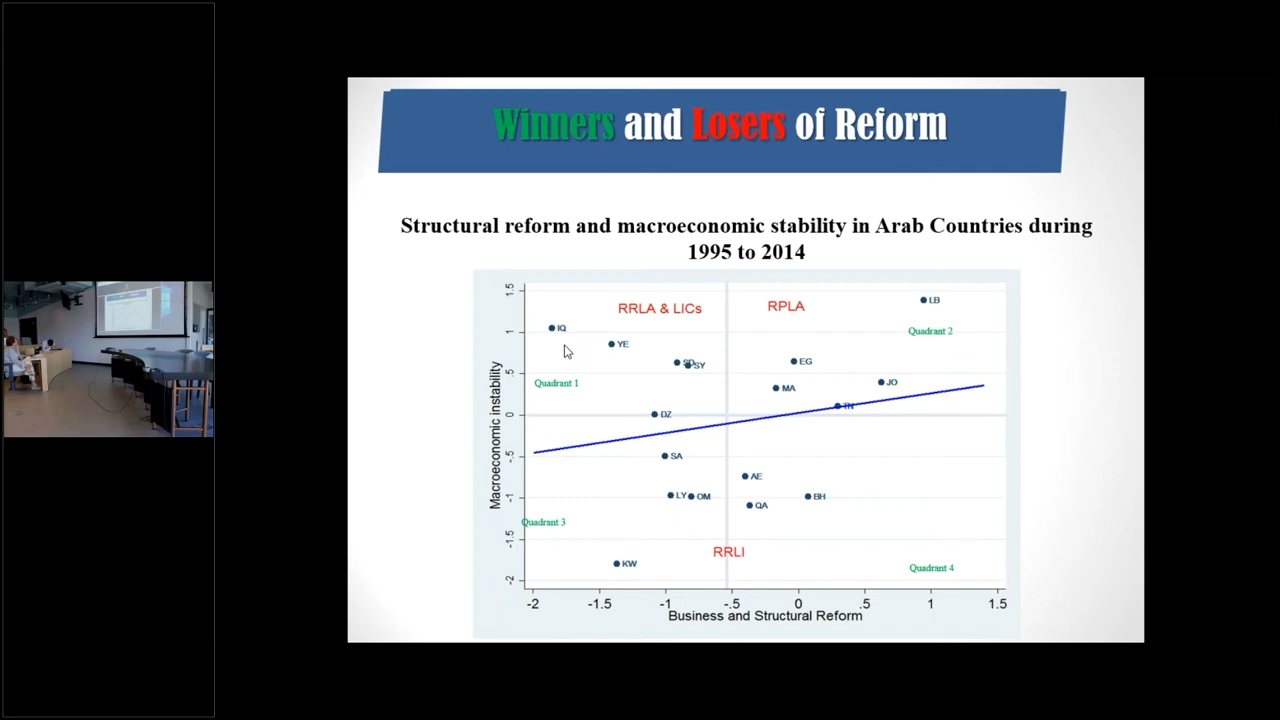 Winners and Losers of Reform
Structural reform and macroeconomic stability in Arab Countries during
1995 to 2014
RRLA & LICs
RPLA
LB
Quadrant 2
IQ
YE
SD
SY
EG
Quadrant 1
JO
MA
TN
DZ
SA
AE
LY
OM
BH
QA
Quadrant 3
RRLI
KW
Quadrant 4
Macroeconomic instability
1.5
1
.5
0
-.5
-1
-1.5
-2
-2 -1.5 -1 -.5 0 .5 1 1.5
Business and Structural Reform